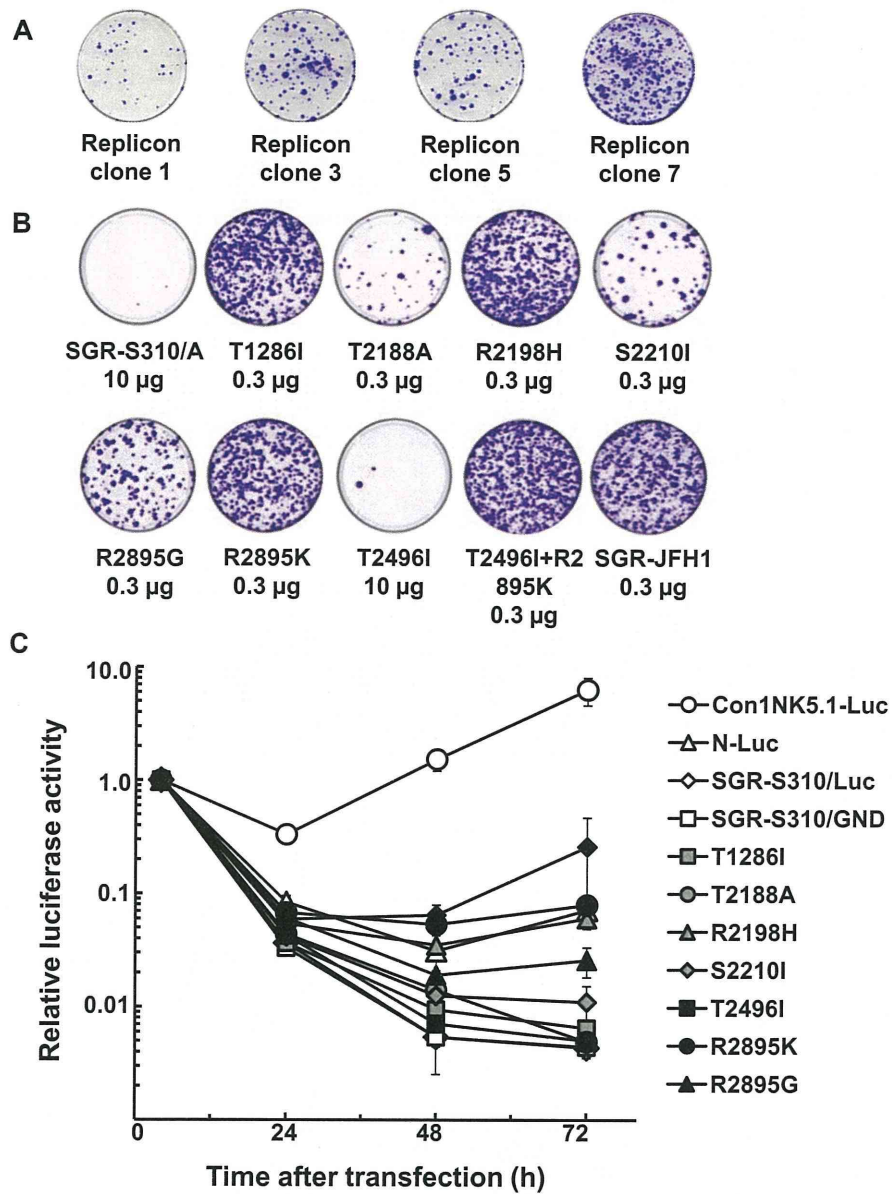 A
Replicon
clone 1
Replicon
clone 3
Replicon
clone 5
Replicon
clone 7
B
SGR-S310/A
10 µg
T1286I
0.3 µg
T2188A
0.3 µg
R2198H
0.3 µg
S2210I
0.3 µg
R2895G
0.3 µg
R2895K
0.3 µg
T2496I
10 µg
T2496I+R2
895K
0.3 µg
SGR-JFH1
0.3 µg
C
Relative luciferase activity
10.0
1.0
0.1
0.01
0
24
48
72
Time after transfection (h)
Con1NK5.1-Luc
N-Luc
SGR-S310/Luc
SGR-S310/GND
T1286I
T2188A
R2198H
S2210I
T2496I
R2895K
R2895G